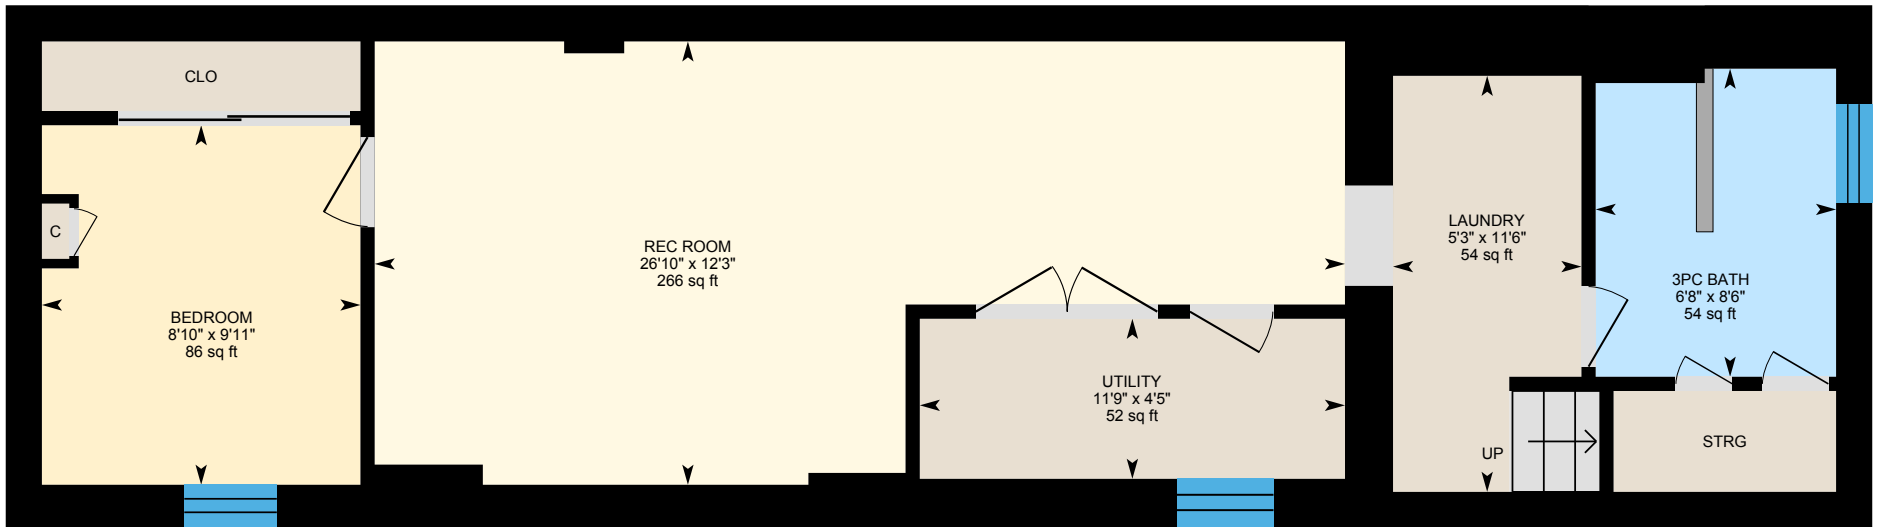 CLO
C
BEDROOM
8'10" x 9'11"
86 sq ft
REC ROOM
26'10" x 12'3"
266 sq ft
UTILITY
11'9" x 4'5"
52 sq ft
LAUNDRY
5'3" x 11'6"
54 sq ft
UP
3PC BATH
6'8" x 8'6"
54 sq ft
STRG